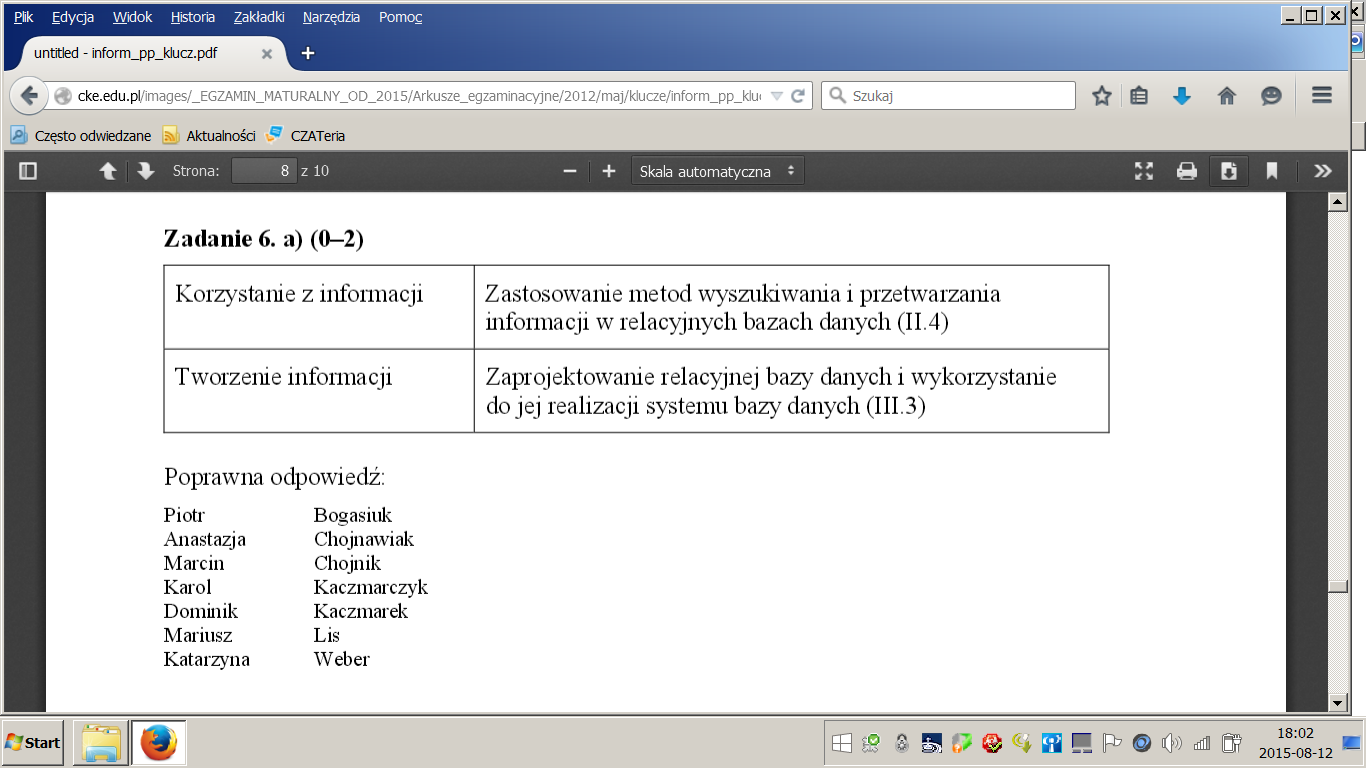 Plik Edycja Widok Historia Zakładki Narzędzia Pomoc
untitled - inform_pp_klucz.pdf
cke.edu.pl/images/_EGZAMIN_MATURALNY_OD_2015/Arkusze_egzaminacyjne/2012/maj/klucze/inform_pp_klu
Szukaj
Często odwiedzane Aktualności CZATeria
Strona: 8 z 10 Skala automatyczna
Zadanie 6. a) (0–2)
Korzystanie z informacji Zastosowanie metod wyszukiwania i przetwarzania
informacji w relacyjnych bazach danych (II.4)
Tworzenie informacji Zaprojektowanie relacyjnej bazy danych i wykorzystanie
do jej realizacji systemu bazy danych (III.3)
Poprawna odpowiedź:
Piotr Bogasiuk
Anastazja Chojnawiak
Marcin Chojnik
Karol Kaczmarczyk
Dominik Kaczmarek
Mariusz Lis
Katarzyna Weber
Start
18:02
2015-08-12